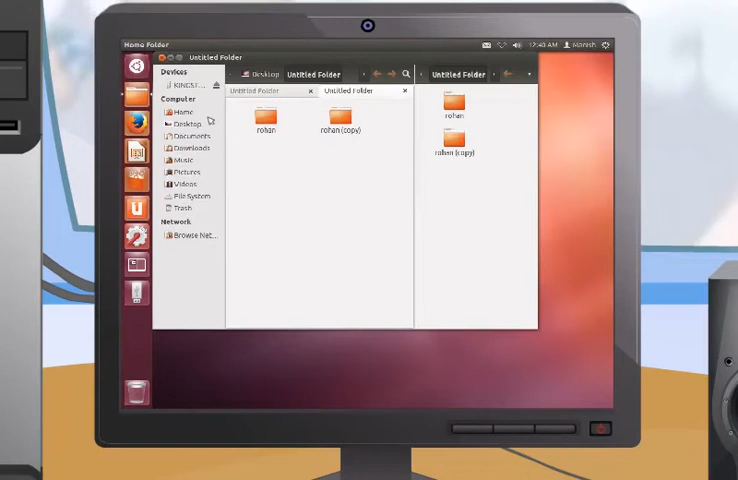 Home Folder
12:40 AM Manish
Untitled Folder
Devices
KINGST...
Computer
Home
Desktop
Documents
Downloads
Music
Pictures
Videos
File System
Trash
Network
Browse Net...
Desktop Untitled Folder
Untitled Folder
Untitled Folder Untitled Folder
rohan
rohan (copy)
rohan
rohan (copy)